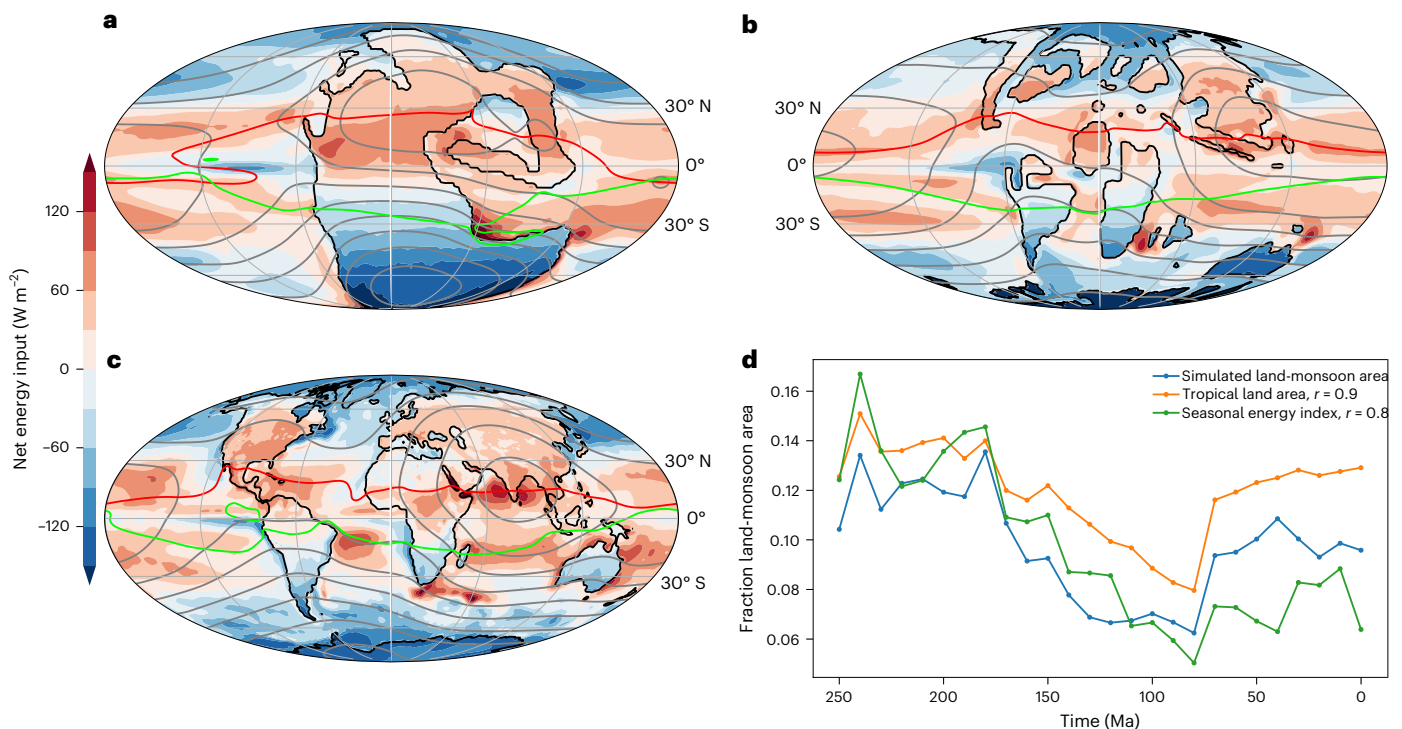 a
b
30° N
0°
30° S
30° N
0°
30° S
120
60
0
–60
–120
Net energy input (W m–2)
c
30° N
0°
30° S
d
Simulated land-monsoon area
Tropical land area, r = 0.9
Seasonal energy index, r = 0.8
0.16
0.14
0.12
0.10
0.08
0.06
Fraction land-monsoon area
250
200
150
100
50
0
Time (Ma)